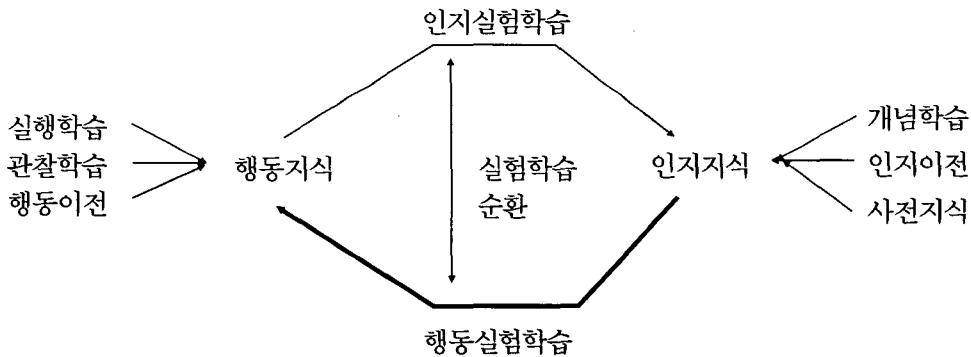 인지실험학습
실행학습
관찰학습
행동이전
행동지식
실험학습
순환
인지지식
개념학습
인지이전
사전지식
행동실험학습